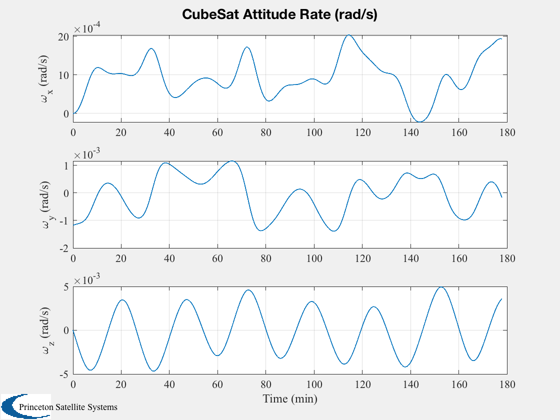 CubeSat Attitude Rate (rad/s)
×10⁻⁴
20
10
0
ω_x (rad/s)
0 20 40 60 80 100 120 140 160 180
×10⁻³
1
0
-1
-2
ω_y (rad/s)
0 20 40 60 80 100 120 140 160 180
×10⁻³
5
0
-5
ω_z (rad/s)
0 20 40 60 80 100 120 140 160 180
Time (min)
Princeton Satellite Systems